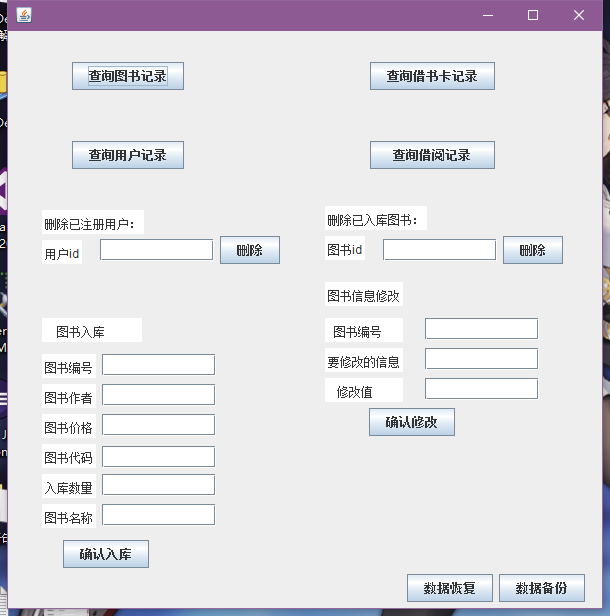 查询图书记录
查询借书卡记录
查询用户记录
查询借阅记录
删除已注册用户：
用户id
删除
删除已入库图书：
图书id
删除
图书信息修改
图书编号
要修改的信息
修改值
确认修改
图书入库
图书编号
图书作者
图书价格
图书代码
入库数量
图书名称
确认入库
数据恢复
数据备份